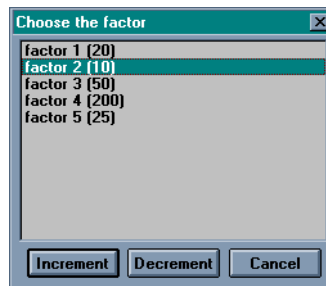 Choose the factor
factor 1 (20)
factor 2 (10)
factor 3 (50)
factor 4 (200)
factor 5 (25)
Increment Decrement Cancel